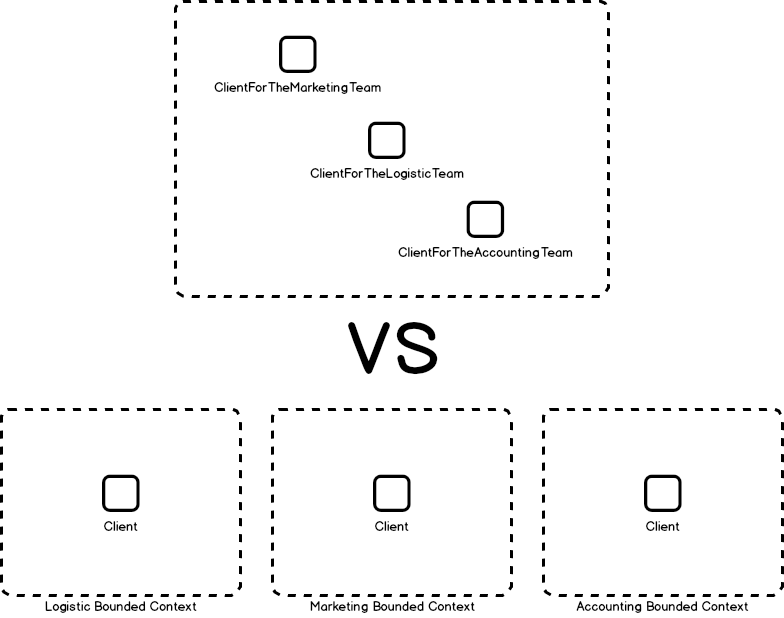 ClientForTheMarketingTeam
ClientForTheLogisticTeam
ClientForTheAccountingTeam
VS
Client
Client
Client
Logistic Bounded Context
Marketing Bounded Context
Accounting Bounded Context